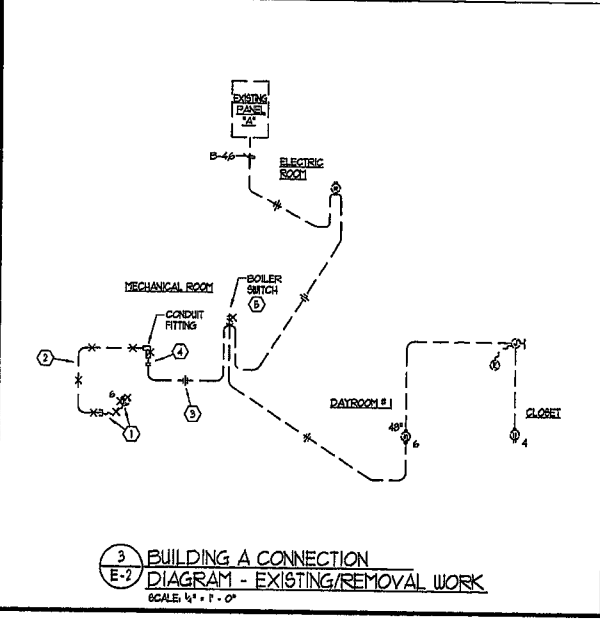 EXISTING
PANEL
"A"
B-4,6
ELECTRIC
ROOM
MECHANICAL ROOM
BOILER
SWITCH
5
CONDUIT
FITTING
2
4
3
6
1
DAYROOM # 1
48"
6
CLOSET
4
3
E-2
BUILDING A CONNECTION
DIAGRAM - EXISTING/REMOVAL WORK
SCALE: ¼" = 1' - 0"